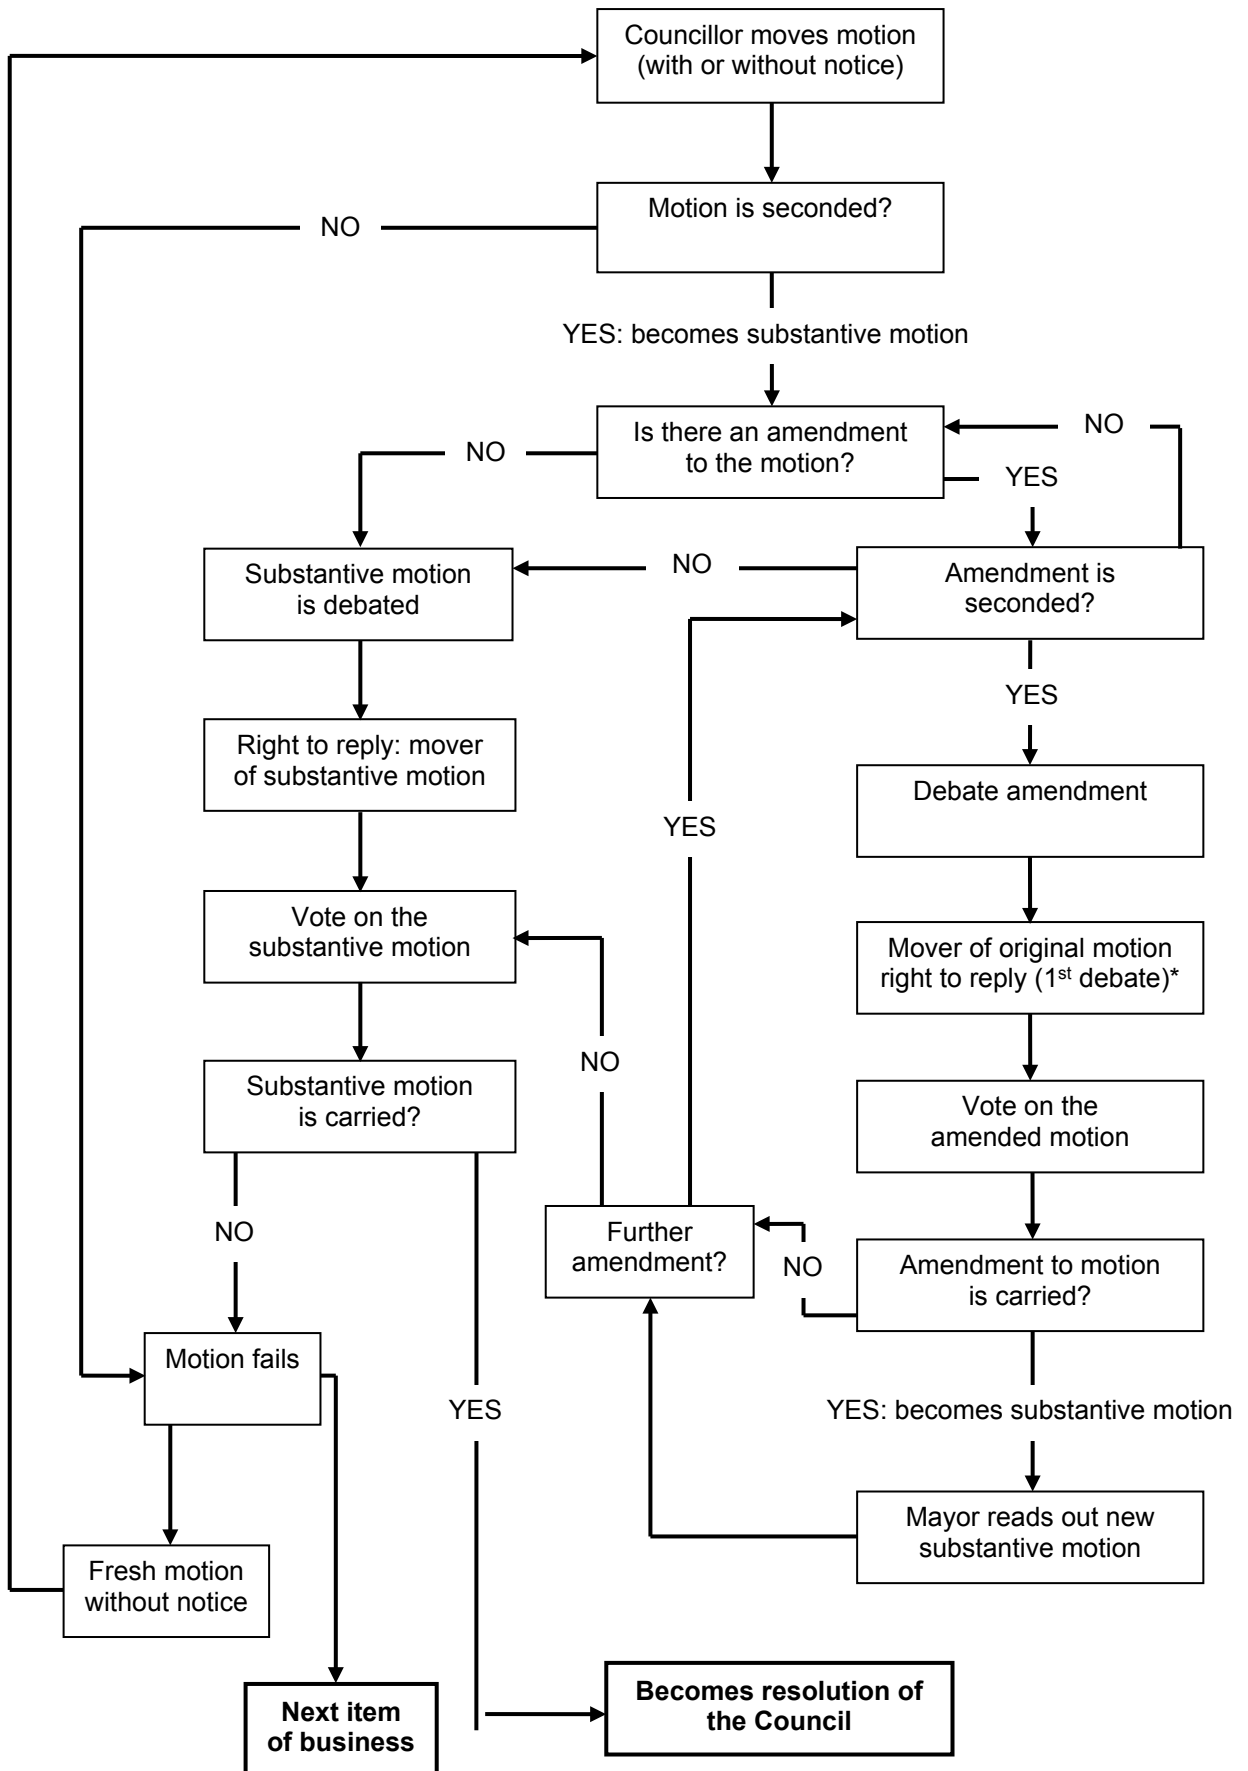 Councillor moves motion
(with or without notice)
Motion is seconded?
NO
YES: becomes substantive motion
Is there an amendment
to the motion?
NO
NO
YES
Substantive motion
is debated
NO
Amendment is
seconded?
YES
Right to reply: mover
of substantive motion
Debate amendment
YES
Vote on the
substantive motion
Mover of original motion
right to reply (1st debate)*
NO
Substantive motion
is carried?
Vote on the
amended motion
NO
Further
amendment?
NO
Amendment to motion
is carried?
Motion fails
YES
YES: becomes substantive motion
Mayor reads out new
substantive motion
Fresh motion
without notice
Next item
of business
Becomes resolution of
the Council